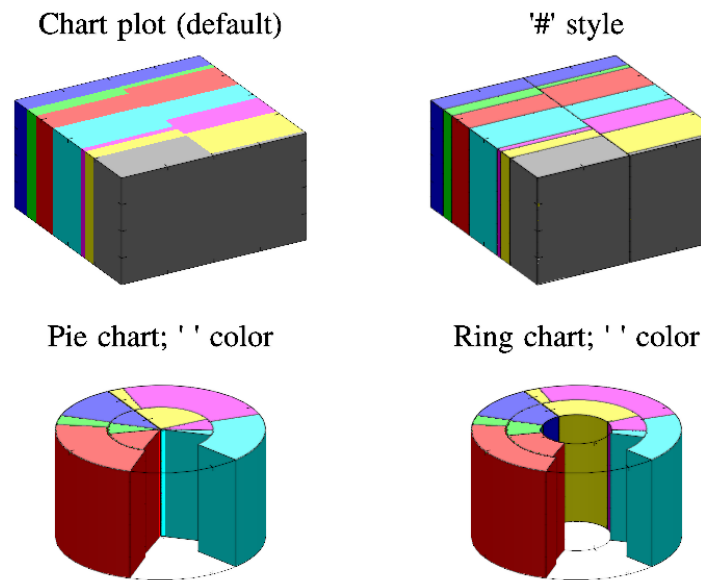 Chart plot (default)
'#' style
Pie chart; ' ' color
Ring chart; ' ' color